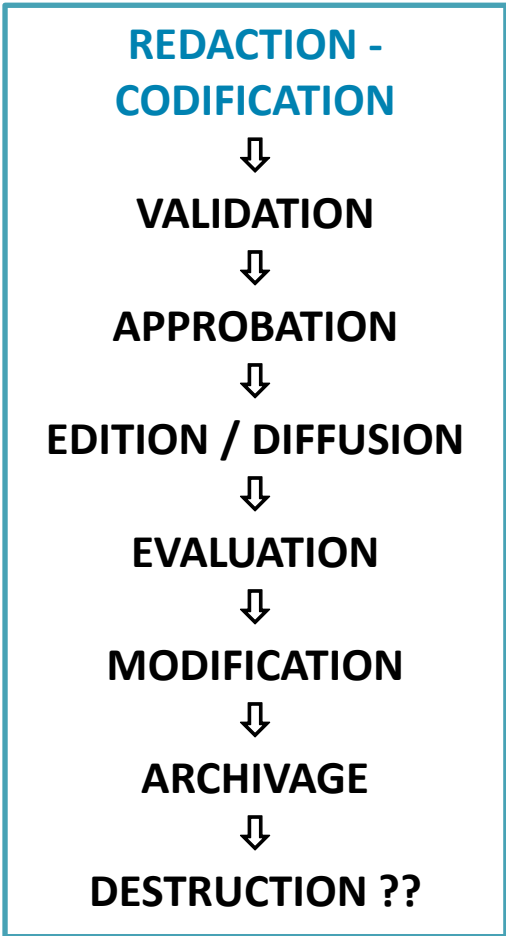 REDACTION -
CODIFICATION
VALIDATION
APPROBATION
EDITION / DIFFUSION
EVALUATION
MODIFICATION
ARCHIVAGE
DESTRUCTION ??